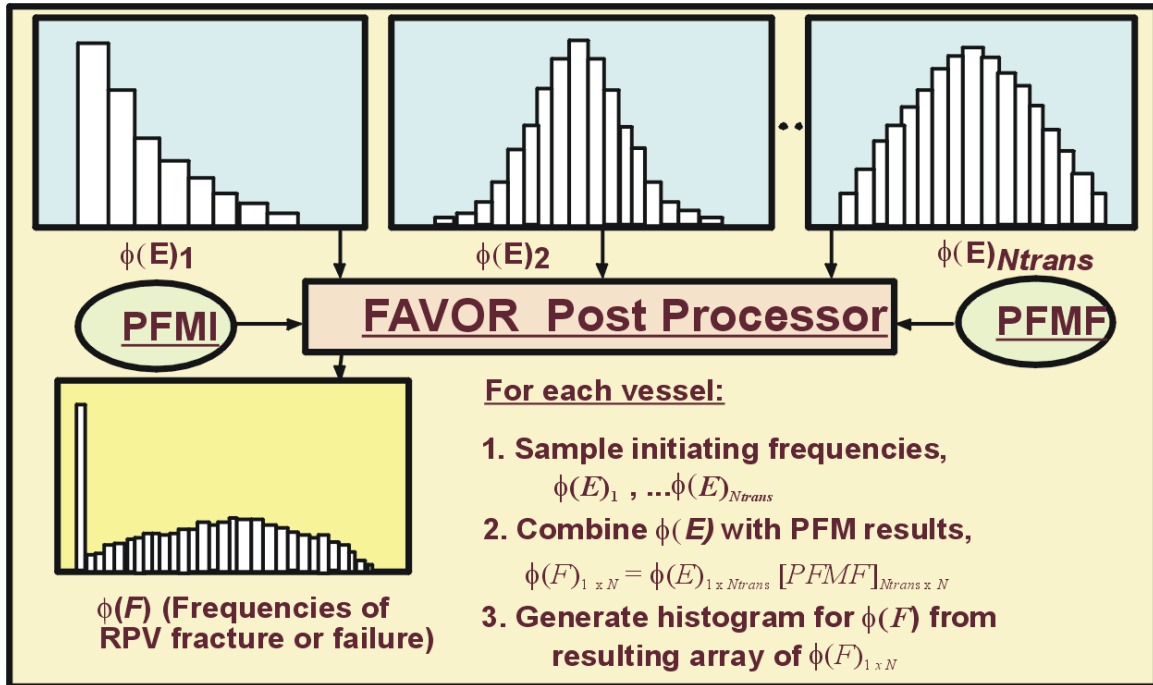 ϕ(E)1
ϕ(E)2
ϕ(E)Ntrans
PFMI
FAVOR Post Processor
PFMF
For each vessel:
1. Sample initiating frequencies,
ϕ(E)1 , ...ϕ(E)Ntrans
2. Combine ϕ(E) with PFM results,
ϕ(F)1 x N = ϕ(E)1 x Ntrans [PFMF]Ntrans x N
3. Generate histogram for ϕ(F) from
resulting array of ϕ(F)1 x N
ϕ(F) (Frequencies of
RPV fracture or failure)